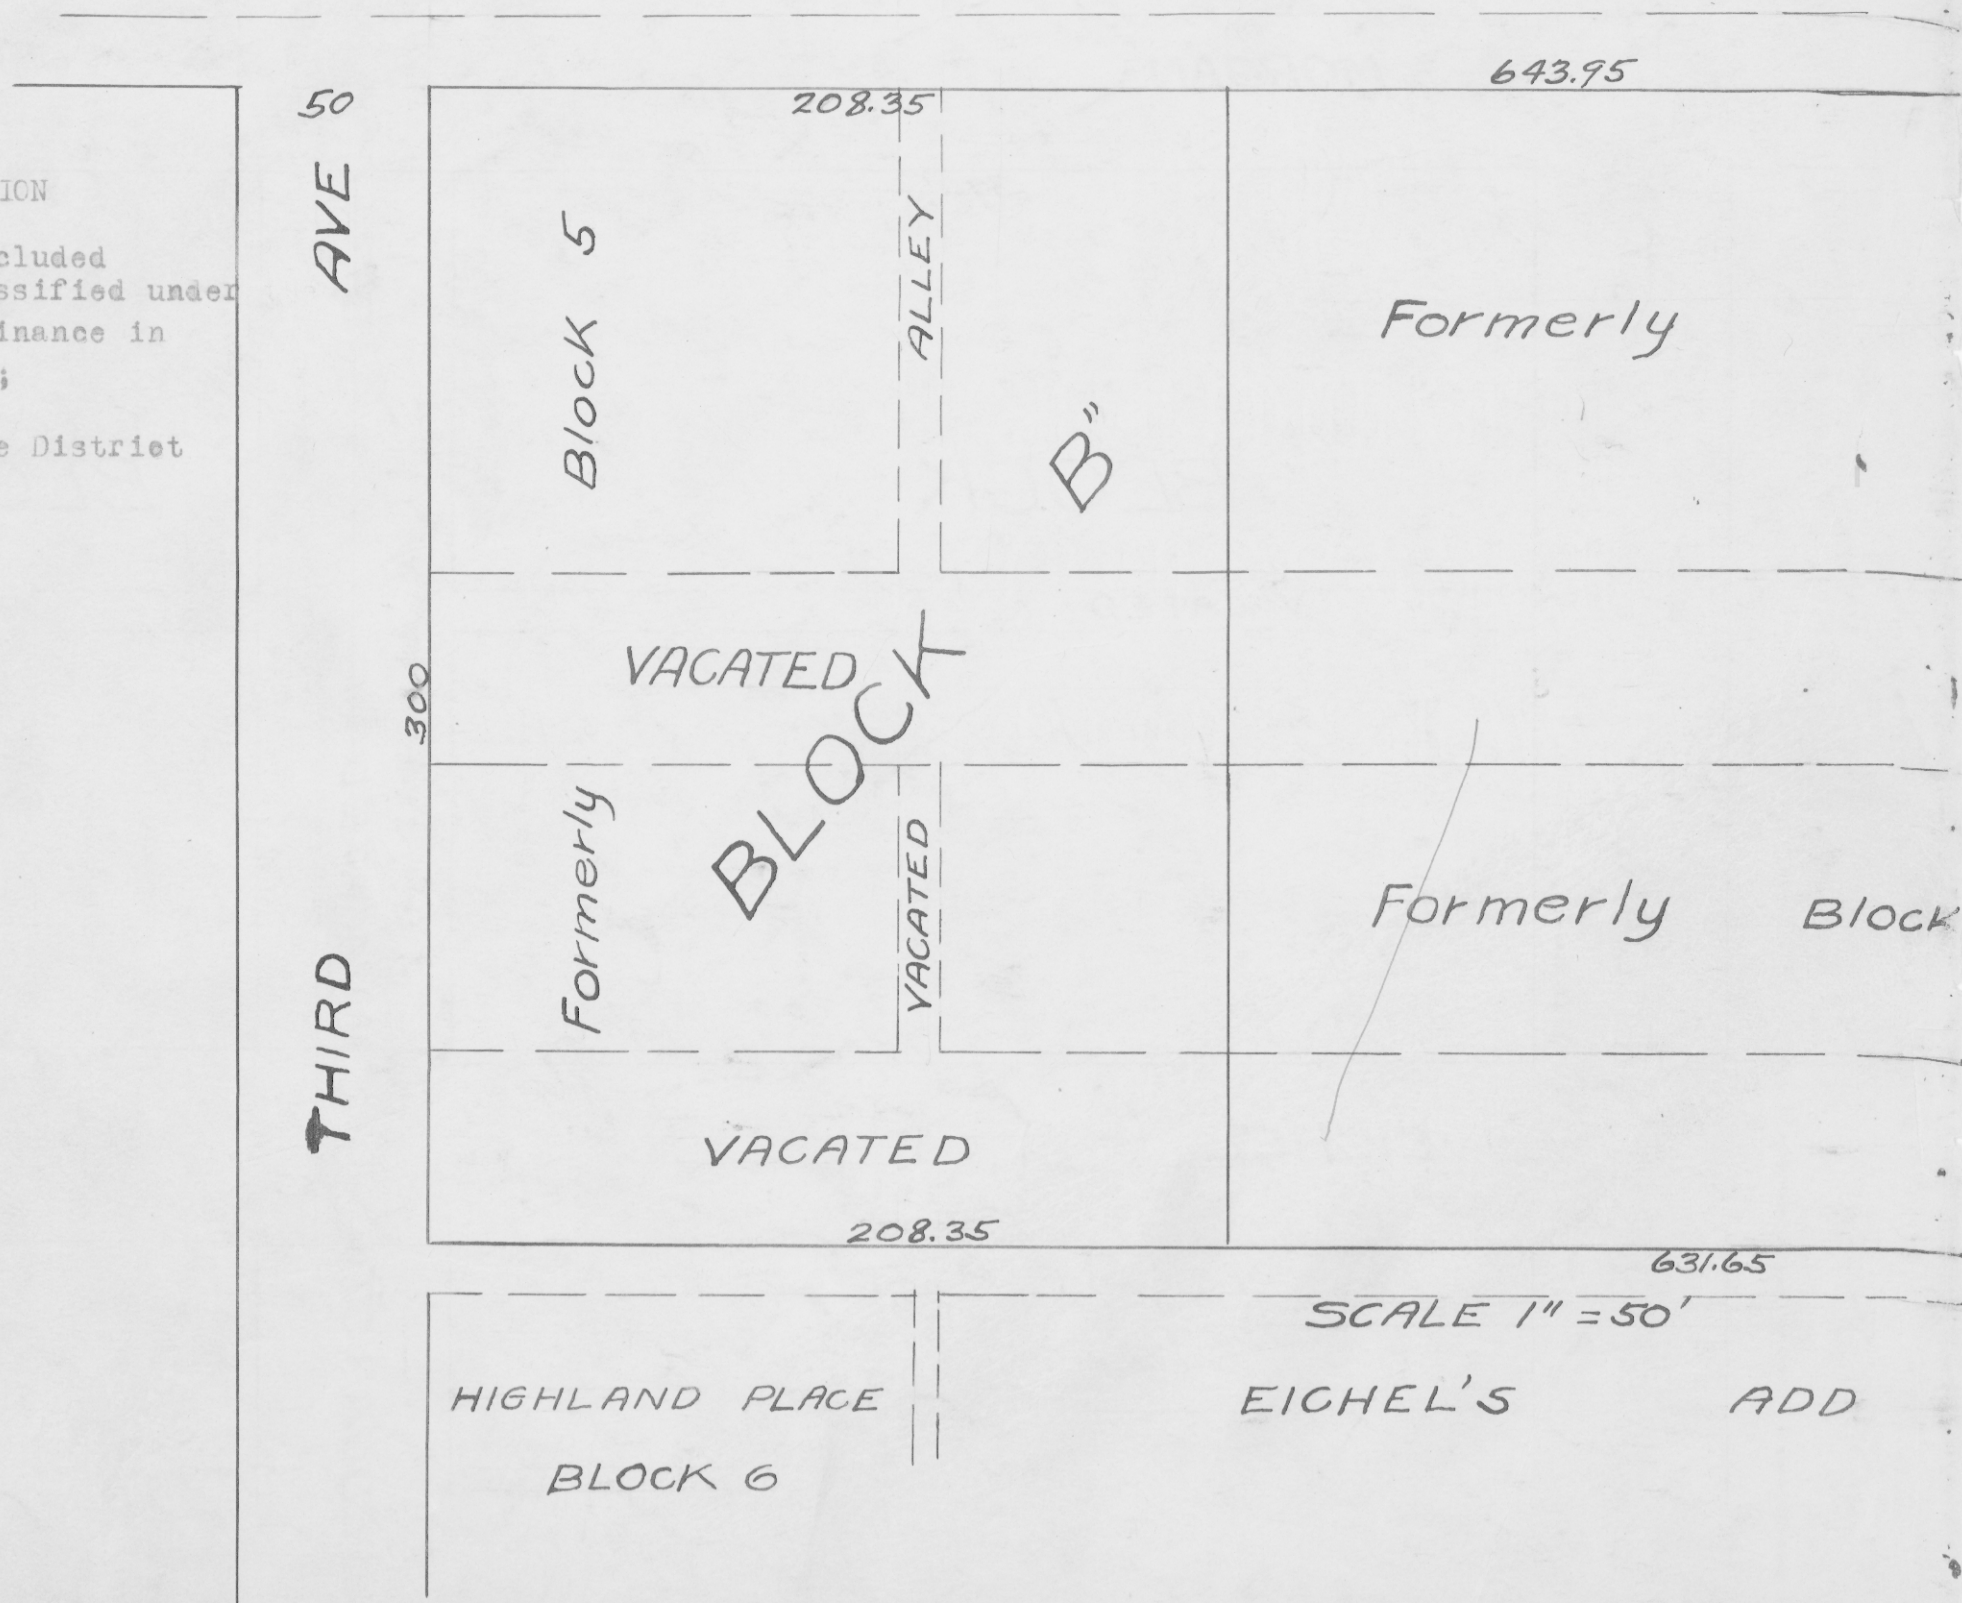 643.95
50
208.35
ION
cluded
ssified under
inance in
;
e District
THIRD AVE
Formerly Block 5
VACATED ALLEY
BLOCK B"
Formerly
VACATED
300
Formerly Block
VACATED
208.35
631.65
SCALE 1" = 50'
HIGHLAND PLACE
BLOCK 6
EICHEL'S ADD